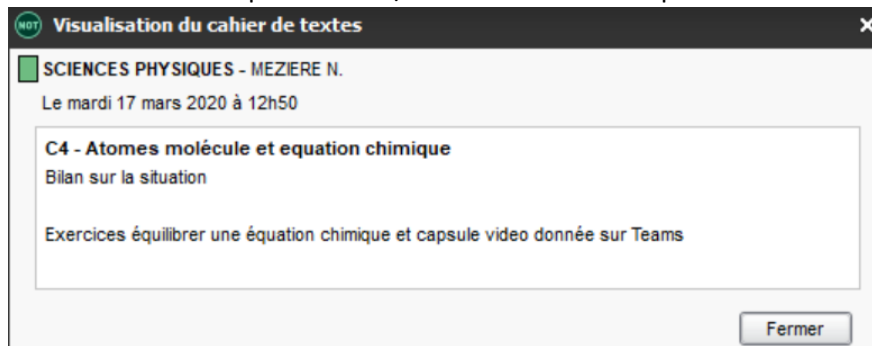 NOT Visualisation du cahier de textes
SCIENCES PHYSIQUES - MEZIERE N.
Le mardi 17 mars 2020 à 12h50
C4 - Atomes molécule et equation chimique
Bilan sur la situation
Exercices équilibrer une équation chimique et capsule video donnée sur Teams
Fermer